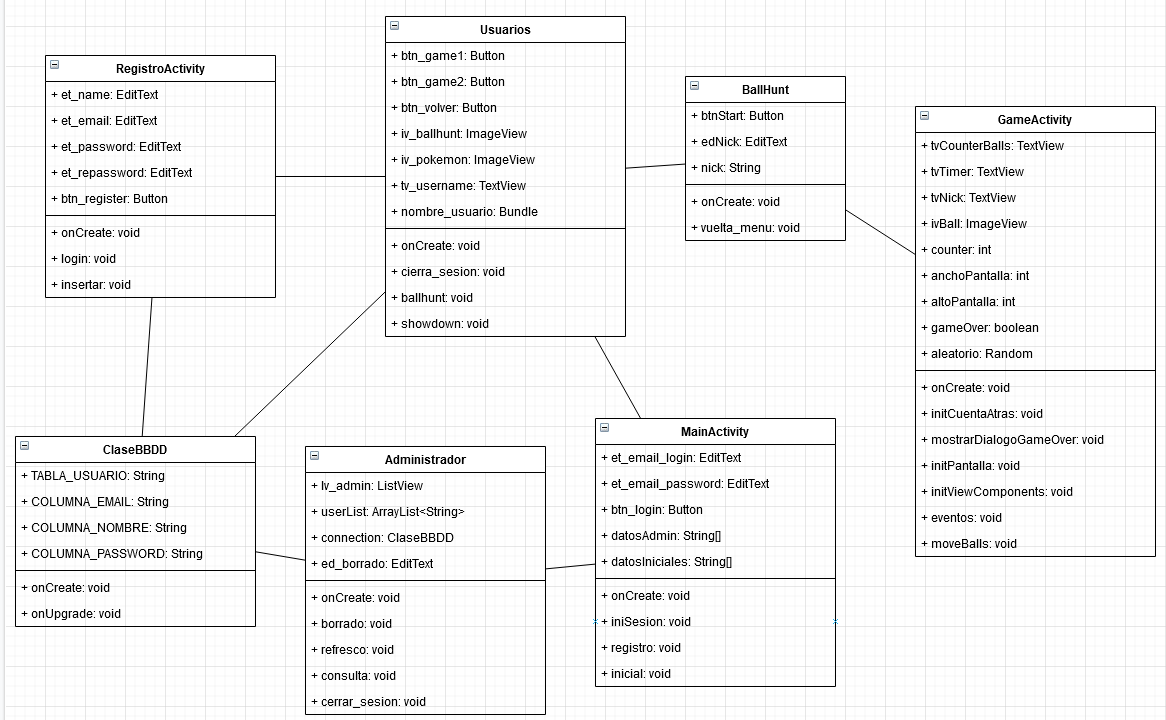 RegistroActivity
+ et_name: EditText
+ et_email: EditText
+ et_password: EditText
+ et_repassword: EditText
+ btn_register: Button
+ onCreate: void
+ login: void
+ insertar: void
Usuarios
+ btn_game1: Button
+ btn_game2: Button
+ btn_volver: Button
+ iv_ballhunt: ImageView
+ iv_pokemon: ImageView
+ tv_username: TextView
+ nombre_usuario: Bundle
+ onCreate: void
+ cierra_sesion: void
+ ballhunt: void
+ showdown: void
BallHunt
+ btnStart: Button
+ edNick: EditText
+ nick: String
+ onCreate: void
+ vuelta_menu: void
GameActivity
+ tvCounterBalls: TextView
+ tvTimer: TextView
+ tvNick: TextView
+ ivBall: ImageView
+ counter: int
+ anchoPantalla: int
+ altoPantalla: int
+ gameOver: boolean
+ aleatorio: Random
+ onCreate: void
+ initCuentaAtras: void
+ mostrarDialogoGameOver: void
+ initPantalla: void
+ initViewComponents: void
+ eventos: void
+ moveBalls: void
ClaseBBDD
+ TABLA_USUARIO: String
+ COLUMNA_EMAIL: String
+ COLUMNA_NOMBRE: String
+ COLUMNA_PASSWORD: String
+ onCreate: void
+ onUpgrade: void
Administrador
+ lv_admin: ListView
+ userList: ArrayList<String>
+ connection: ClaseBBDD
+ ed_borrado: EditText
+ onCreate: void
+ borrado: void
+ refresco: void
+ consulta: void
+ cerrar_sesion: void
MainActivity
+ et_email_login: EditText
+ et_email_password: EditText
+ btn_login: Button
+ datosAdmin: String[]
+ datosIniciales: String[]
+ onCreate: void
+ iniSesion: void
+ registro: void
+ inicial: void